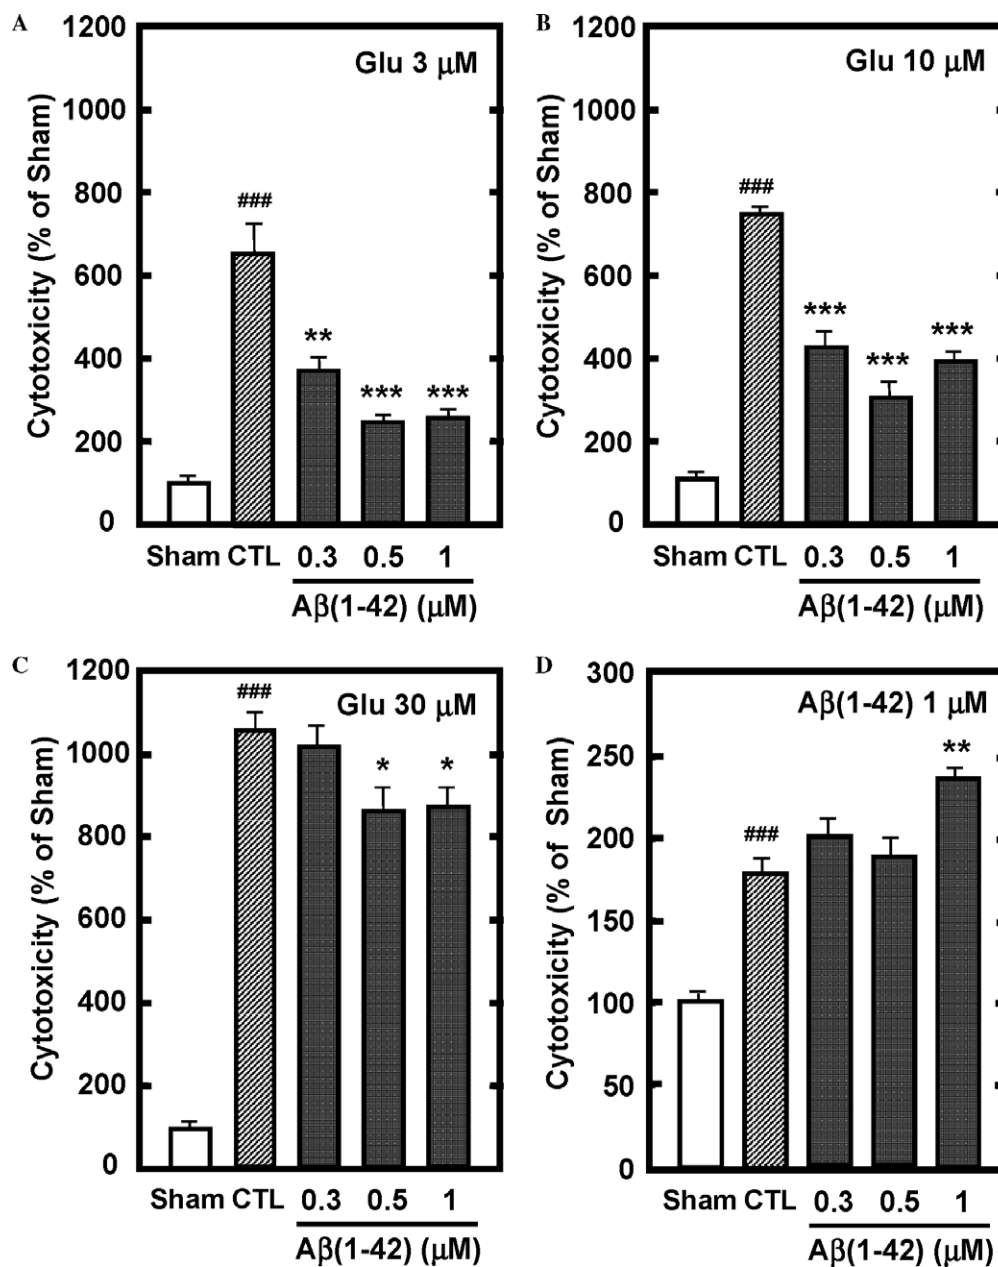 A
Cytotoxicity (% of Sham)
1200
1000
800
600
400
200
0
Glu 3 μM
###
**
***
***
Sham CTL 0.3 0.5 1
Aβ(1-42) (μM)
B
Cytotoxicity (% of Sham)
1200
1000
800
600
400
200
0
Glu 10 μM
###
***
***
***
Sham CTL 0.3 0.5 1
Aβ(1-42) (μM)
C
Cytotoxicity (% of Sham)
1200
1000
800
600
400
200
0
Glu 30 μM
###
*
*
Sham CTL 0.3 0.5 1
Aβ(1-42) (μM)
D
Cytotoxicity (% of Sham)
300
250
200
150
100
50
0
Aβ(1-42) 1 μM
###
**
Sham CTL 0.3 0.5 1
Aβ(1-42) (μM)